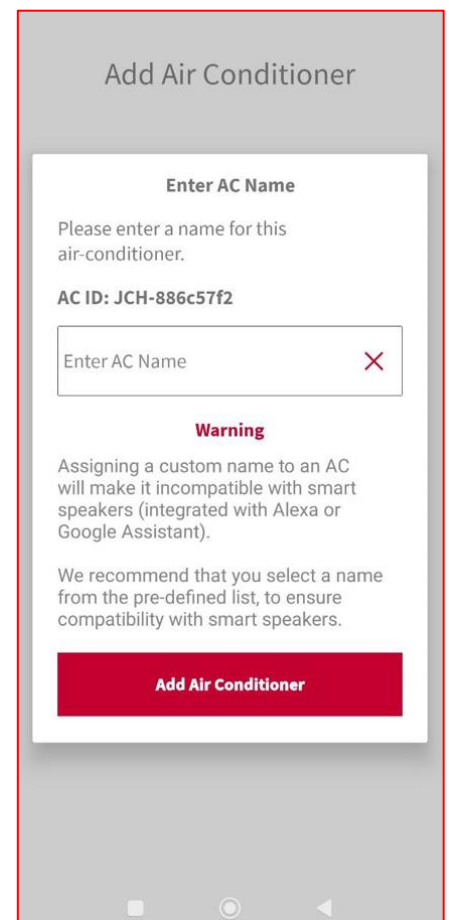 Add Air Conditioner
Enter AC Name
Please enter a name for this
air-conditioner.
AC ID: JCH-886c57f2
Enter AC Name
Warning
Assigning a custom name to an AC
will make it incompatible with smart
speakers (integrated with Alexa or
Google Assistant).
We recommend that you select a name
from the pre-defined list, to ensure
compatibility with smart speakers.
Add Air Conditioner